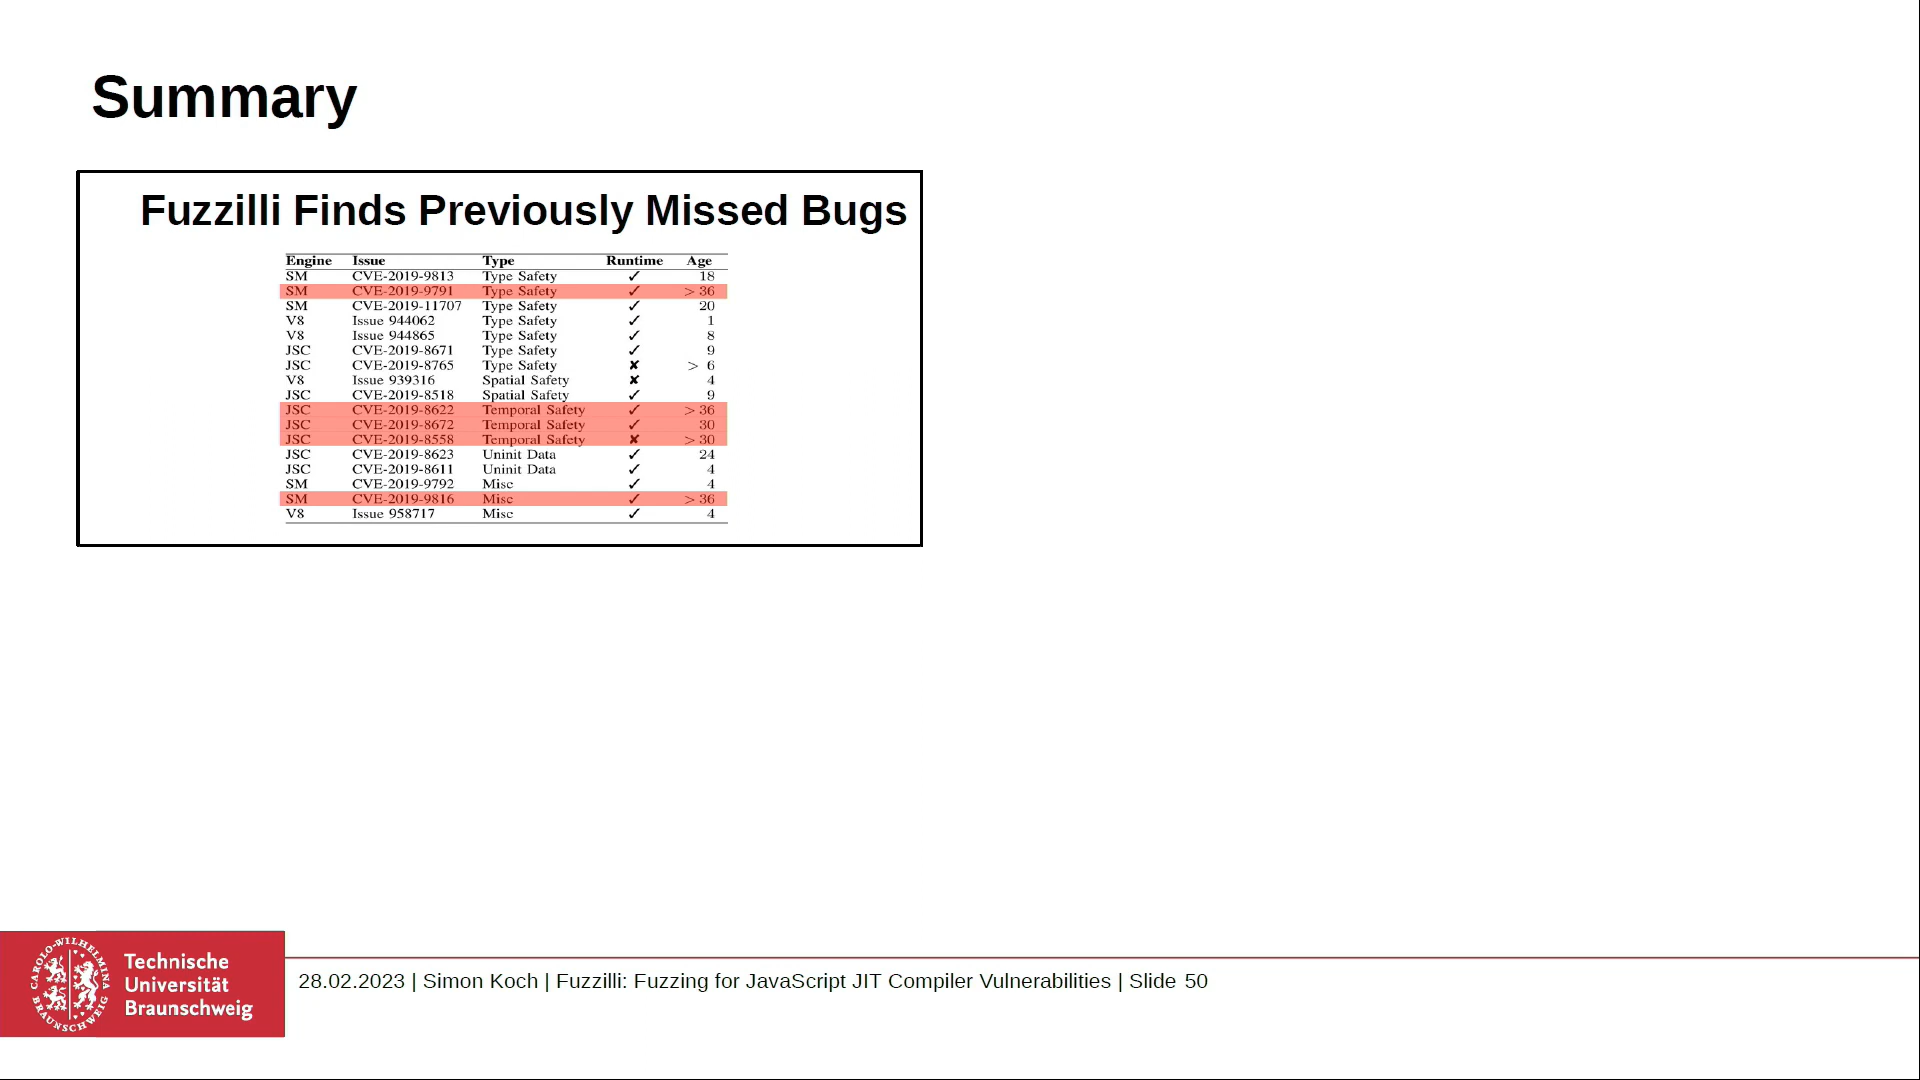 Summary
Fuzzilli Finds Previously Missed Bugs
Engine Issue Type Runtime Age
SM CVE-2019-9813 Type Safety ✓ 18
SM CVE-2019-9791 Type Safety ✓ > 36
SM CVE-2019-11707 Type Safety ✓ 20
V8 Issue 944062 Type Safety ✓ 1
V8 Issue 944865 Type Safety ✓ 8
JSC CVE-2019-8671 Type Safety ✓ 9
JSC CVE-2019-8765 Type Safety ✘ > 6
V8 Issue 939316 Spatial Safety ✘ 4
JSC CVE-2019-8518 Spatial Safety ✓ 9
JSC CVE-2019-8622 Temporal Safety ✓ > 36
JSC CVE-2019-8672 Temporal Safety ✓ 30
JSC CVE-2019-8558 Temporal Safety ✘ > 30
JSC CVE-2019-8623 Uninit Data ✓ 24
JSC CVE-2019-8611 Uninit Data ✓ 4
SM CVE-2019-9792 Misc ✓ 4
SM CVE-2019-9816 Misc ✓ > 36
V8 Issue 958717 Misc ✓ 4
CAROLO-WILHELMINA
BRAUNSCHWEIG
Technische
Universität
Braunschweig
28.02.2023 | Simon Koch | Fuzzilli: Fuzzing for JavaScript JIT Compiler Vulnerabilities | Slide 50